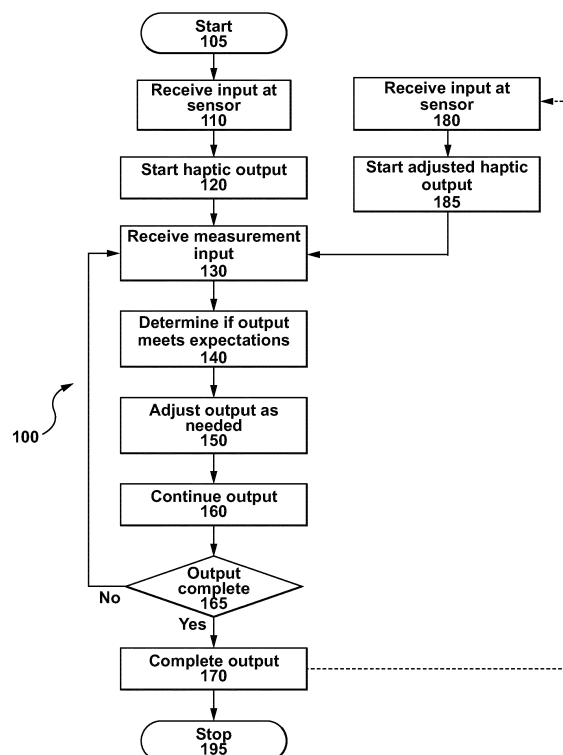 Start
105
Receive input at
sensor
110
Start haptic output
120
Receive measurement
input
130
Determine if output
meets expectations
140
Adjust output as
needed
150
Continue output
160
Output
complete
165
No
Yes
Complete output
170
Stop
195
Receive input at
sensor
180
Start adjusted haptic
output
185
100